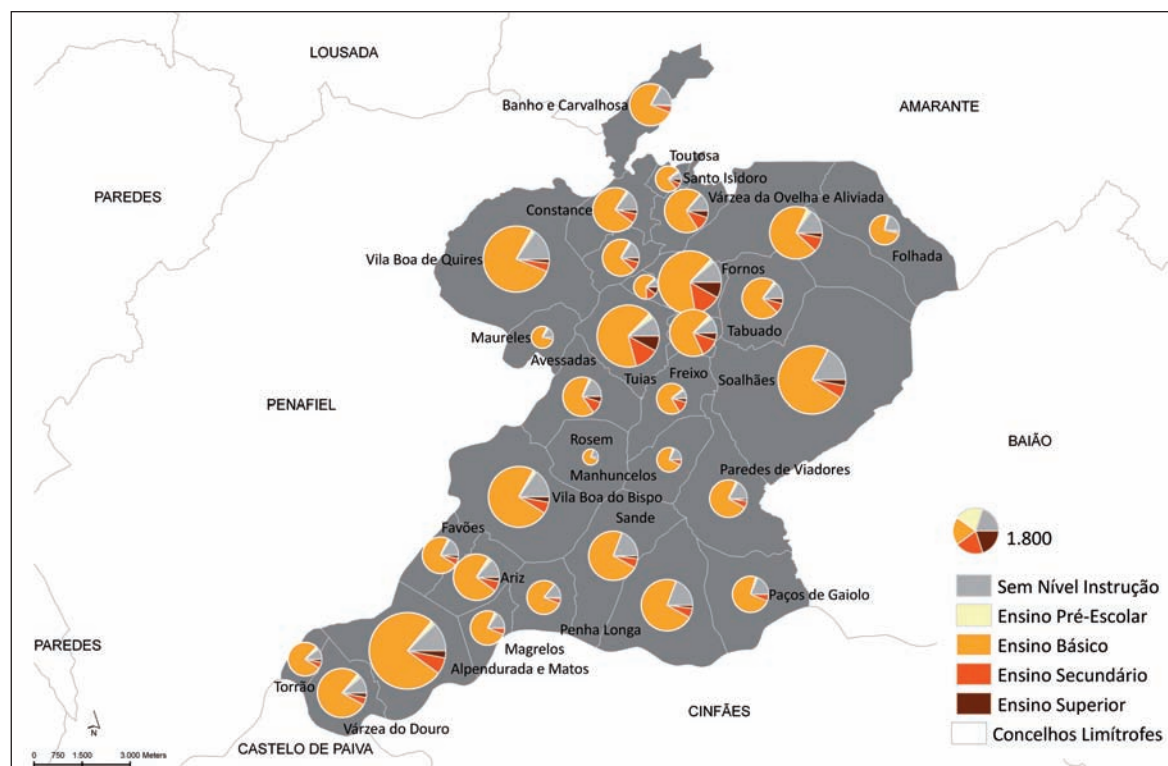 LOUSADA
Banho e Carvalhosa
AMARANTE
Toutosa
Santo Isidoro
PAREDES
Várzea da Ovelha e Aliviada
Constance
Folhada
Vila Boa de Quires
Fornos
Tabuado
Maureles
Avessadas
Tuias
Freixo
Soalhães
PENAFIEL
Rosem
BAIÃO
Manhuncelos
Paredes de Viadores
Vila Boa do Bispo
Sande
Favões
1.800
Ariz
Sem Nível Instrução
Paços de Gaiolo
Ensino Pré-Escolar
Penha Longa
PAREDES
Ensino Básico
Magrelos
Alpendurada e Matos
Ensino Secundário
Torrão
Ensino Superior
Várzea do Douro
CINFÃES
Concelhos Limítrofes
N
CASTELO DE PAIVA
0 750 1.500 3.000 Meters